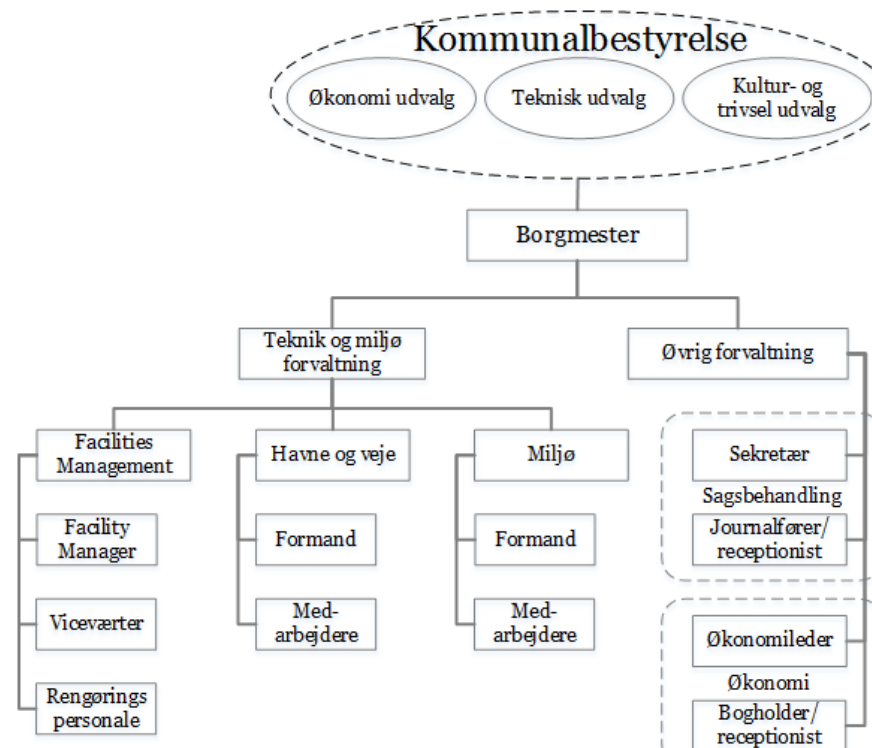 Kommunalbestyrelse
Økonomi udvalg
Teknisk udvalg
Kultur- og
trivsel udvalg
Borgmester
Teknik og miljø
forvaltning
Øvrig forvaltning
Facilities
Management
Havne og veje
Miljø
Sekretær
Sagsbehandling
Facility
Manager
Formand
Formand
Journalfører/
receptionist
Viceværter
Med-
arbejdere
Med-
arbejdere
Økonomileder
Økonomi
Rengørings
personale
Bogholder/
receptionist